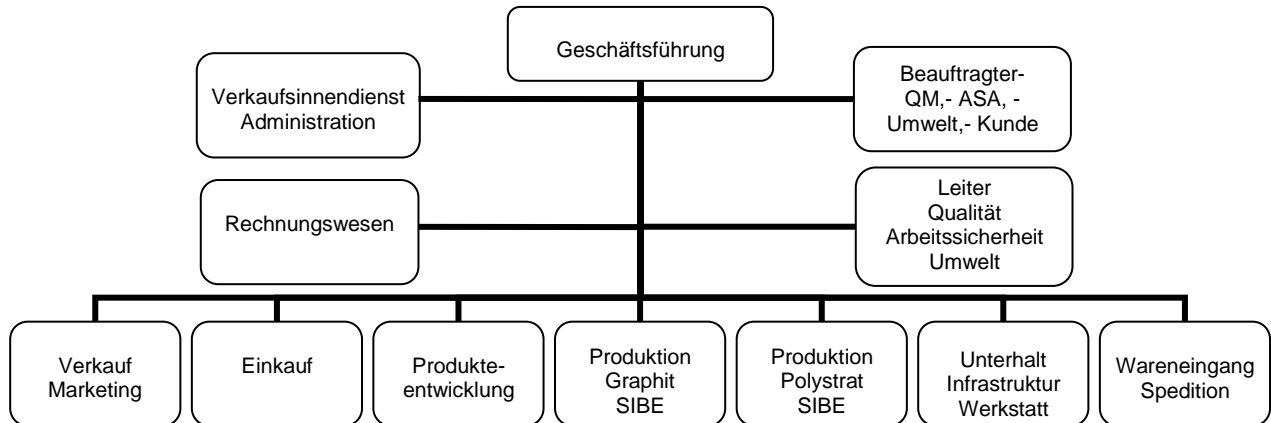 Geschäftsführung
Verkaufsinnendienst
Administration
Beauftragter-
QM,- ASA, -
Umwelt,- Kunde
Rechnungswesen
Leiter
Qualität
Arbeitssicherheit
Umwelt
Verkauf
Marketing
Einkauf
Produkte-
entwicklung
Produktion
Graphit
SIBE
Produktion
Polystrat
SIBE
Unterhalt
Infrastruktur
Werkstatt
Wareneingang
Spedition